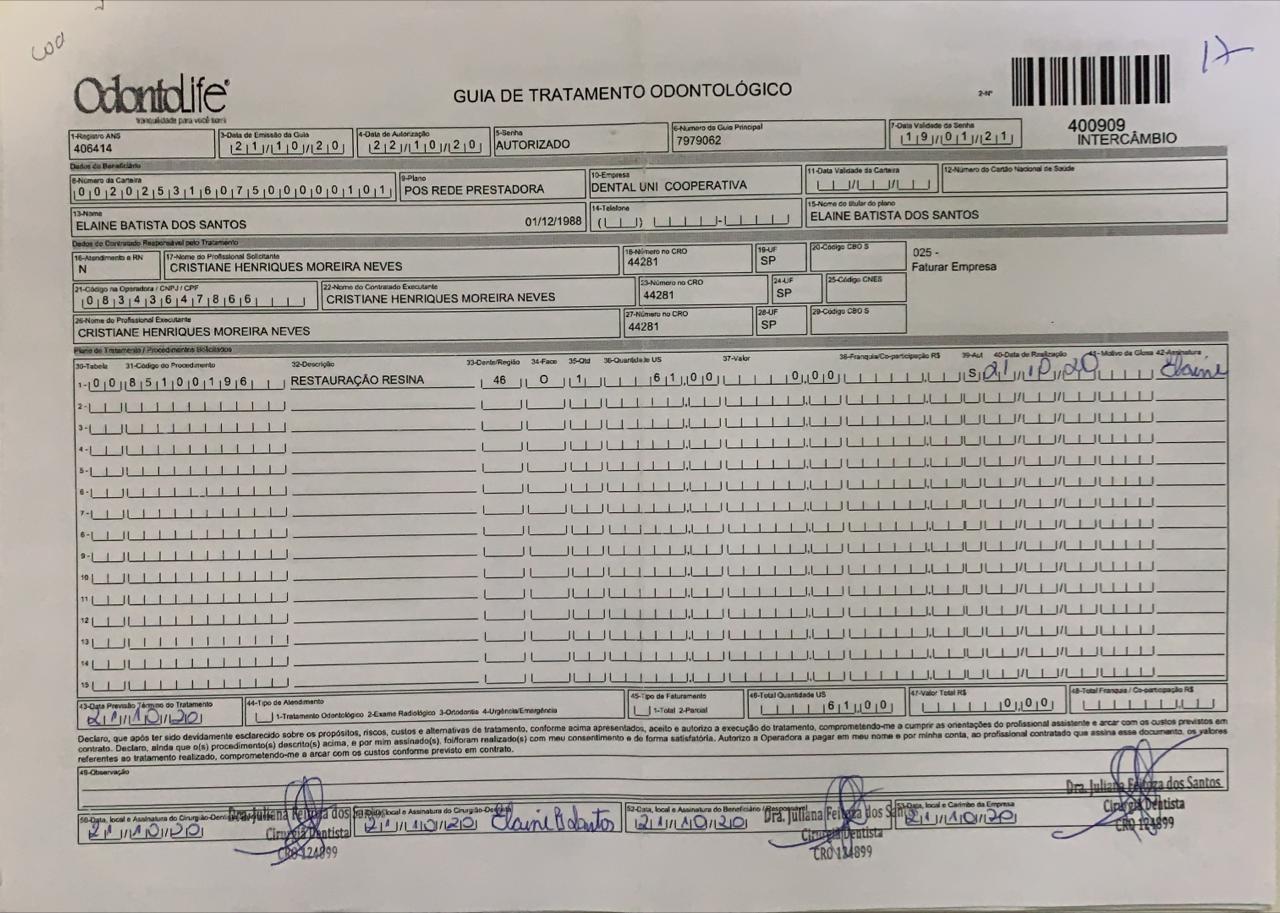 OdontoLife
tranquilidade para você sorrir
GUIA DE TRATAMENTO ODONTOLÓGICO
2-Nº
17
400909
INTERCÂMBIO
1-Registro ANS
406414
3-Data de Emissão da Guia
21/10/20
4-Data de Autorização
22/10/20
5-Senha
AUTORIZADO
6-Número da Guia Principal
7979062
7-Data Validade da Senha
19/01/21
Dados do Beneficiário
8-Número da Carteira
00202531607500000101
9-Plano
POS REDE PRESTADORA
10-Empresa
DENTAL UNI COOPERATIVA
11-Data Validade da Carteira
12-Número do Cartão Nacional de Saúde
13-Nome
ELAINE BATISTA DOS SANTOS 01/12/1988
14-Telefone
15-Nome do titular do plano
ELAINE BATISTA DOS SANTOS
Dados do Contratado Responsável pelo Tratamento
16-Atendimento a RN
N
17-Nome do Profissional Solicitante
CRISTIANE HENRIQUES MOREIRA NEVES
18-Número no CRO
44281
19-UF
SP
20-Código CBO S
025 -
Faturar Empresa
21-Código na Operadora / CNPJ / CPF
08343647866
22-Nome do Contratado Executante
CRISTIANE HENRIQUES MOREIRA NEVES
23-Número no CRO
44281
24-UF
SP
25-Código CNES
26-Nome do Profissional Executante
CRISTIANE HENRIQUES MOREIRA NEVES
27-Número no CRO
44281
28-UF
SP
29-Código CBO S
Plano de Tratamento / Procedimentos Solicitados
30-Tabela 31-Código do Procedimento 32-Descrição 33-Dente/Região 34-Face 35-Qtd 36-Quantidade US 37-Valor 38-Franquia/Co-participação R$ 39-Aut 40-Data de Realização 41-Motivo da Glosa 42-Assinatura
1- 00 85100196 RESTAURAÇÃO RESINA 46 O 1 61,00 0,00 S 21/10/20 Elaine
2-
3-
4-
5-
6-
7-
8-
9-
10
11
12
13
14
15
43-Data Previsão Término do Tratamento
21/10/20
44-Tipo de Atendimento
1-Tratamento Odontológico 2-Exame Radiológico 3-Ortodontia 4-Urgência/Emergência
45-Tipo de Faturamento
1-Total 2-Parcial
46-Total Quantidade US
61,00
47-Valor Total R$
0,00
48-Total Franquia / Co-participação R$
Declaro, que após ter sido devidamente esclarecido sobre os propósitos, riscos, custos e alternativas de tratamento, conforme acima apresentados, aceito e autorizo a execução do tratamento, comprometendo-me a cumprir as orientações do profissional assistente e arcar com os custos previstos em
contrato. Declaro, ainda que o(s) procedimento(s) descrito(s) acima, e por mim assinado(s), foi/foram realizado(s) com meu consentimento e de forma satisfatória. Autorizo a Operadora a pagar em meu nome e por minha conta, ao profissional contratado que assina esse documento, os valores
referentes ao tratamento realizado, comprometendo-me a arcar com os custos conforme previsto em contrato.
49-Observação
50-Data, local e Assinatura do Cirurgião-Dentista
21/10/20
Dra. Juliana Feitoza dos Santos
Cirurgiã Dentista
CRO 124899
51-Data, local e Assinatura do Cirurgião-Dentista
21/10/20 Elaine B Santos
52-Data, local e Assinatura do Beneficiário / Responsável
21/10/20
Dra. Juliana Feitoza dos Santos
Cirurgiã Dentista
CRO 124899
53-Data, local e Carimbo da Empresa
21/10/20
Dra. Juliana Feitoza dos Santos
Cirurgiã Dentista
CRO 124899